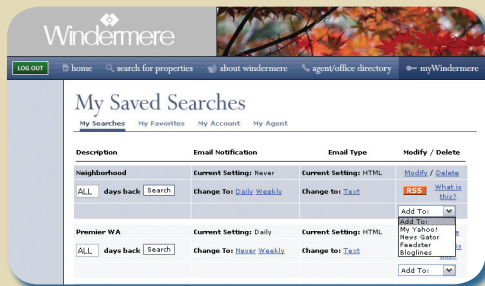 Windermere
LOG OUT home search for properties about windermere agent/office directory myWindermere
My Saved Searches
My Searches My Favorites My Account My Agent
Description Email Notification Email Type Modify / Delete
Neighborhood Current Setting: Never Current Setting: HTML Modify / Delete
ALL days back Search Change To: Daily Weekly Change to: Text RSS What is this?
Add To:
Add To:
My Yahoo!
News Gator
Feedster
Bloglines
Premier WA Current Setting: Daily Current Setting: HTML
ALL days back Search Change To: Never Weekly Change to: Text
Add To: